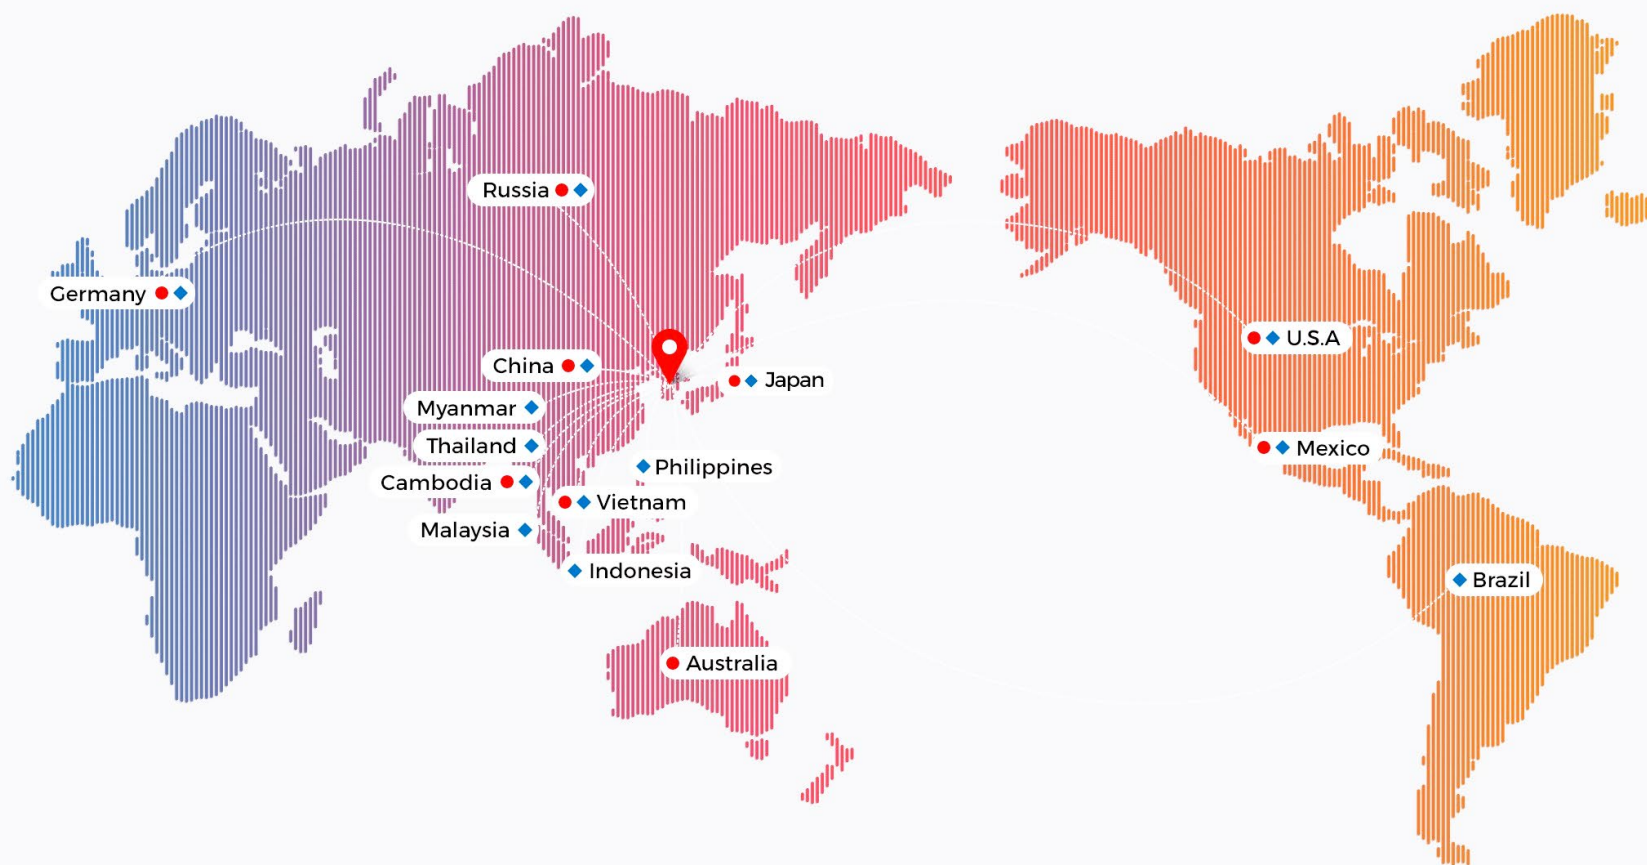 Russia
Germany
U.S.A
China
Japan
Myanmar
Thailand
Mexico
Philippines
Cambodia
Vietnam
Malaysia
Indonesia
Brazil
Australia